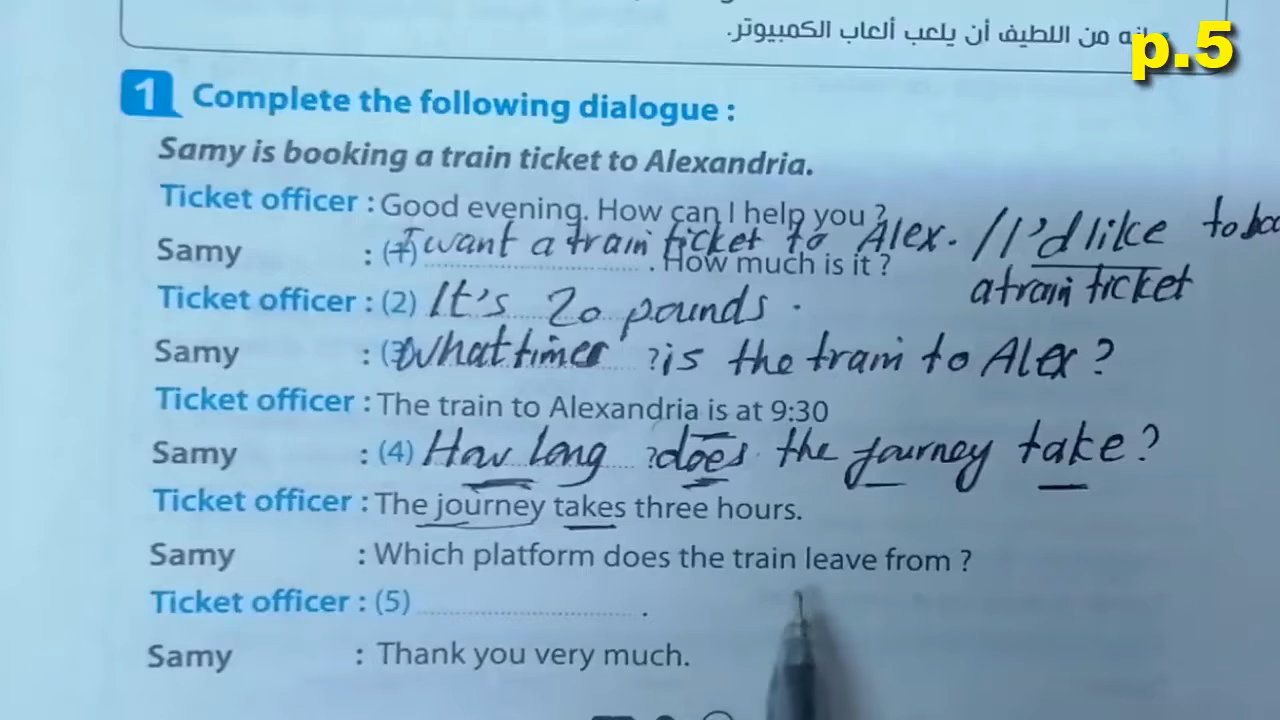 إنه من اللطيف أن يلعب ألعاب الكمبيوتر.
p.5
1 Complete the following dialogue :
Samy is booking a train ticket to Alexandria.
Ticket officer : Good evening. How can I help you ?
Samy : (1) I want a train ticket to Alex. // I'd like to
a train ticket
. How much is it ?
Ticket officer : (2) It's 20 pounds .
Samy : (3) What time ? is the train to Alex ?
Ticket officer : The train to Alexandria is at 9:30
Samy : (4) How long ? does the journey take ?
Ticket officer : The journey takes three hours.
Samy : Which platform does the train leave from ?
Ticket officer : (5) .................... .
Samy : Thank you very much.